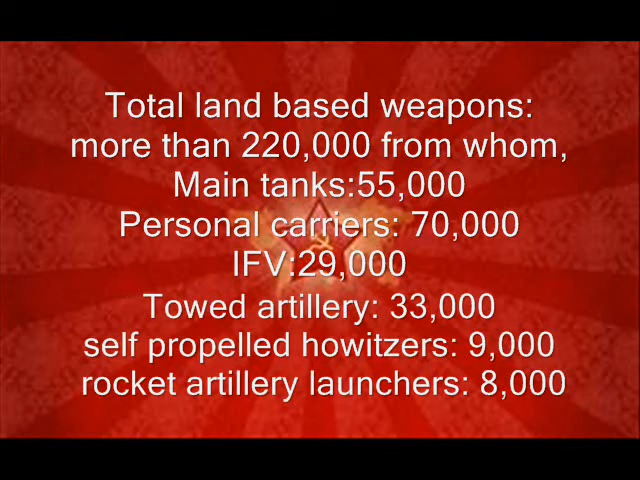 Total land based weapons:
more than 220,000 from whom,
Main tanks:55,000
Personal carriers: 70,000
IFV:29,000
Towed artillery: 33,000
self propelled howitzers: 9,000
rocket artillery launchers: 8,000